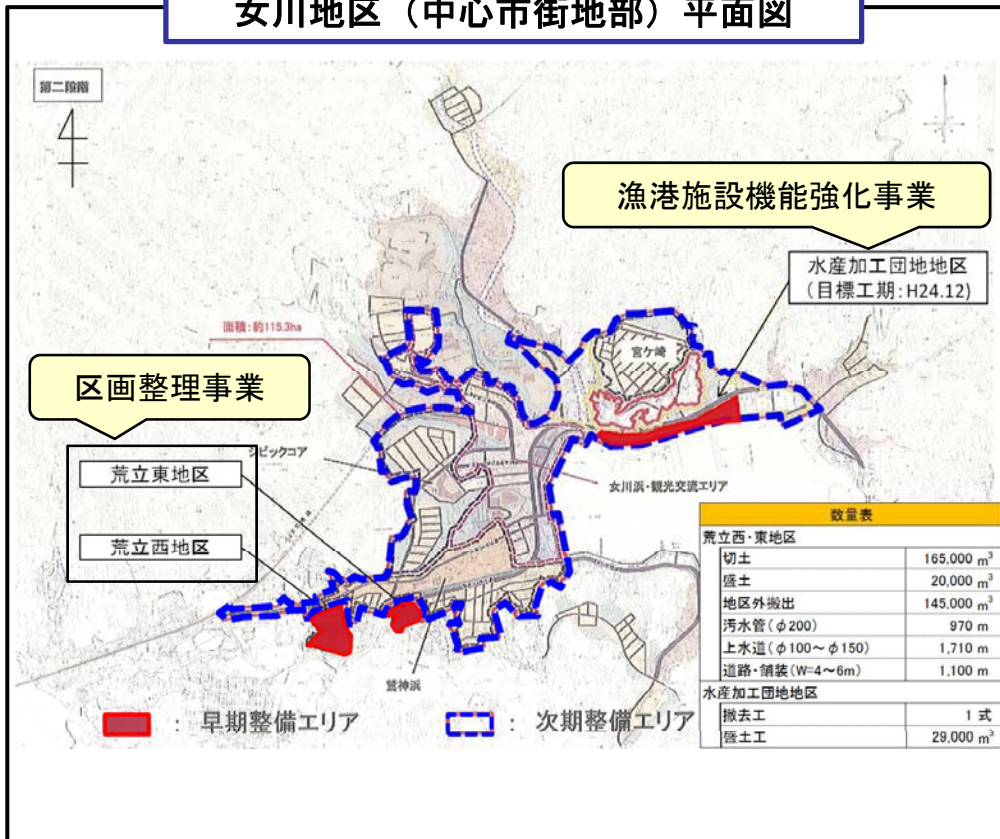 女川地区（中心市街地部）平面図
第二段階
漁港施設機能強化事業
水産加工団地地区
(目標工期:H24.12)
面積:約115.3ha
宮ケ崎
区画整理事業
シビックコア
荒立東地区
荒立西地区
女川浜・観光交流エリア
鷲神浜
数量表
荒立西・東地区
切土 165,000 m³
盛土 20,000 m³
地区外搬出 145,000 m³
汚水管(φ200) 970 m
上水道(φ100～φ150) 1,710 m
道路・舗装(W=4～6m) 1,100 m
水産加工団地地区
撤去工 1 式
盛土工 29,000 m³
： 早期整備エリア
： 次期整備エリア